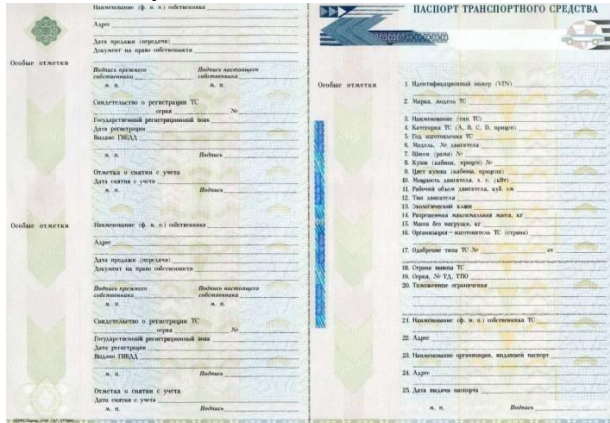 Наименование (ф. и. о.) собственника
Адрес
Дата продажи (передачи)
Документ на право собственности
Особые отметки
Подпись прежнего собственника
Подпись настоящего собственника
м. п.
м. п.
Свидетельство о регистрации ТС
серия №
Государственный регистрационный знак
Дата регистрации
Выдано ГИБДД
м. п. Подпись
Отметка о снятии с учета
Дата снятия с учета
м. п. Подпись
Особые отметки
Наименование (ф. и. о.) собственника
Адрес
Дата продажи (передачи)
Документ на право собственности
Подпись прежнего собственника
Подпись настоящего собственника
м. п.
м. п.
Свидетельство о регистрации ТС
серия №
Государственный регистрационный знак
Дата регистрации
Выдано ГИБДД
м. п. Подпись
Отметка о снятии с учета
Дата снятия с учета
м. п. Подпись
ПАСПОРТ ТРАНСПОРТНОГО СРЕДСТВА
Особые отметки
1. Идентификационный номер (VIN)
2. Марка, модель ТС
3. Наименование (тип ТС)
4. Категория ТС (A, B, C, D, прицеп)
5. Год изготовления ТС
6. Модель, № двигателя
7. Шасси (рама) №
8. Кузов (кабина, прицеп) №
9. Цвет кузова (кабины, прицепа)
10. Мощность двигателя, л. с. (кВт)
11. Рабочий объем двигателя, куб. см
12. Тип двигателя
13. Экологический класс
14. Разрешенная максимальная масса, кг
15. Масса без нагрузки, кг
16. Организация – изготовитель ТС (страна)
17. Одобрение типа ТС № от
18. Страна вывоза ТС
19. Серия, № ТД, ТПО
20. Таможенные ограничения
21. Наименование (ф. и. о.) собственника ТС
22. Адрес
23. Наименование организации, выдавшей паспорт
24. Адрес
25. Дата выдачи паспорта
м. п. Подпись